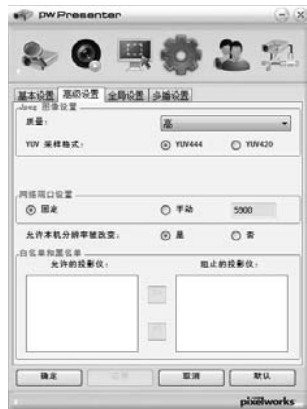 pwPresenter
基本设置 高级设置 全局设置 多播设置
Jpeg 图像设置
质量： 高
YUV 采样格式： YUV444 YUV420
网络端口设置
固定 手动 5900
允许本机分辨率被改变： 是 否
白名单和黑名单
允许的投影仪： 阻止的投影仪：
确定 应用 取消 默认
pixelworks